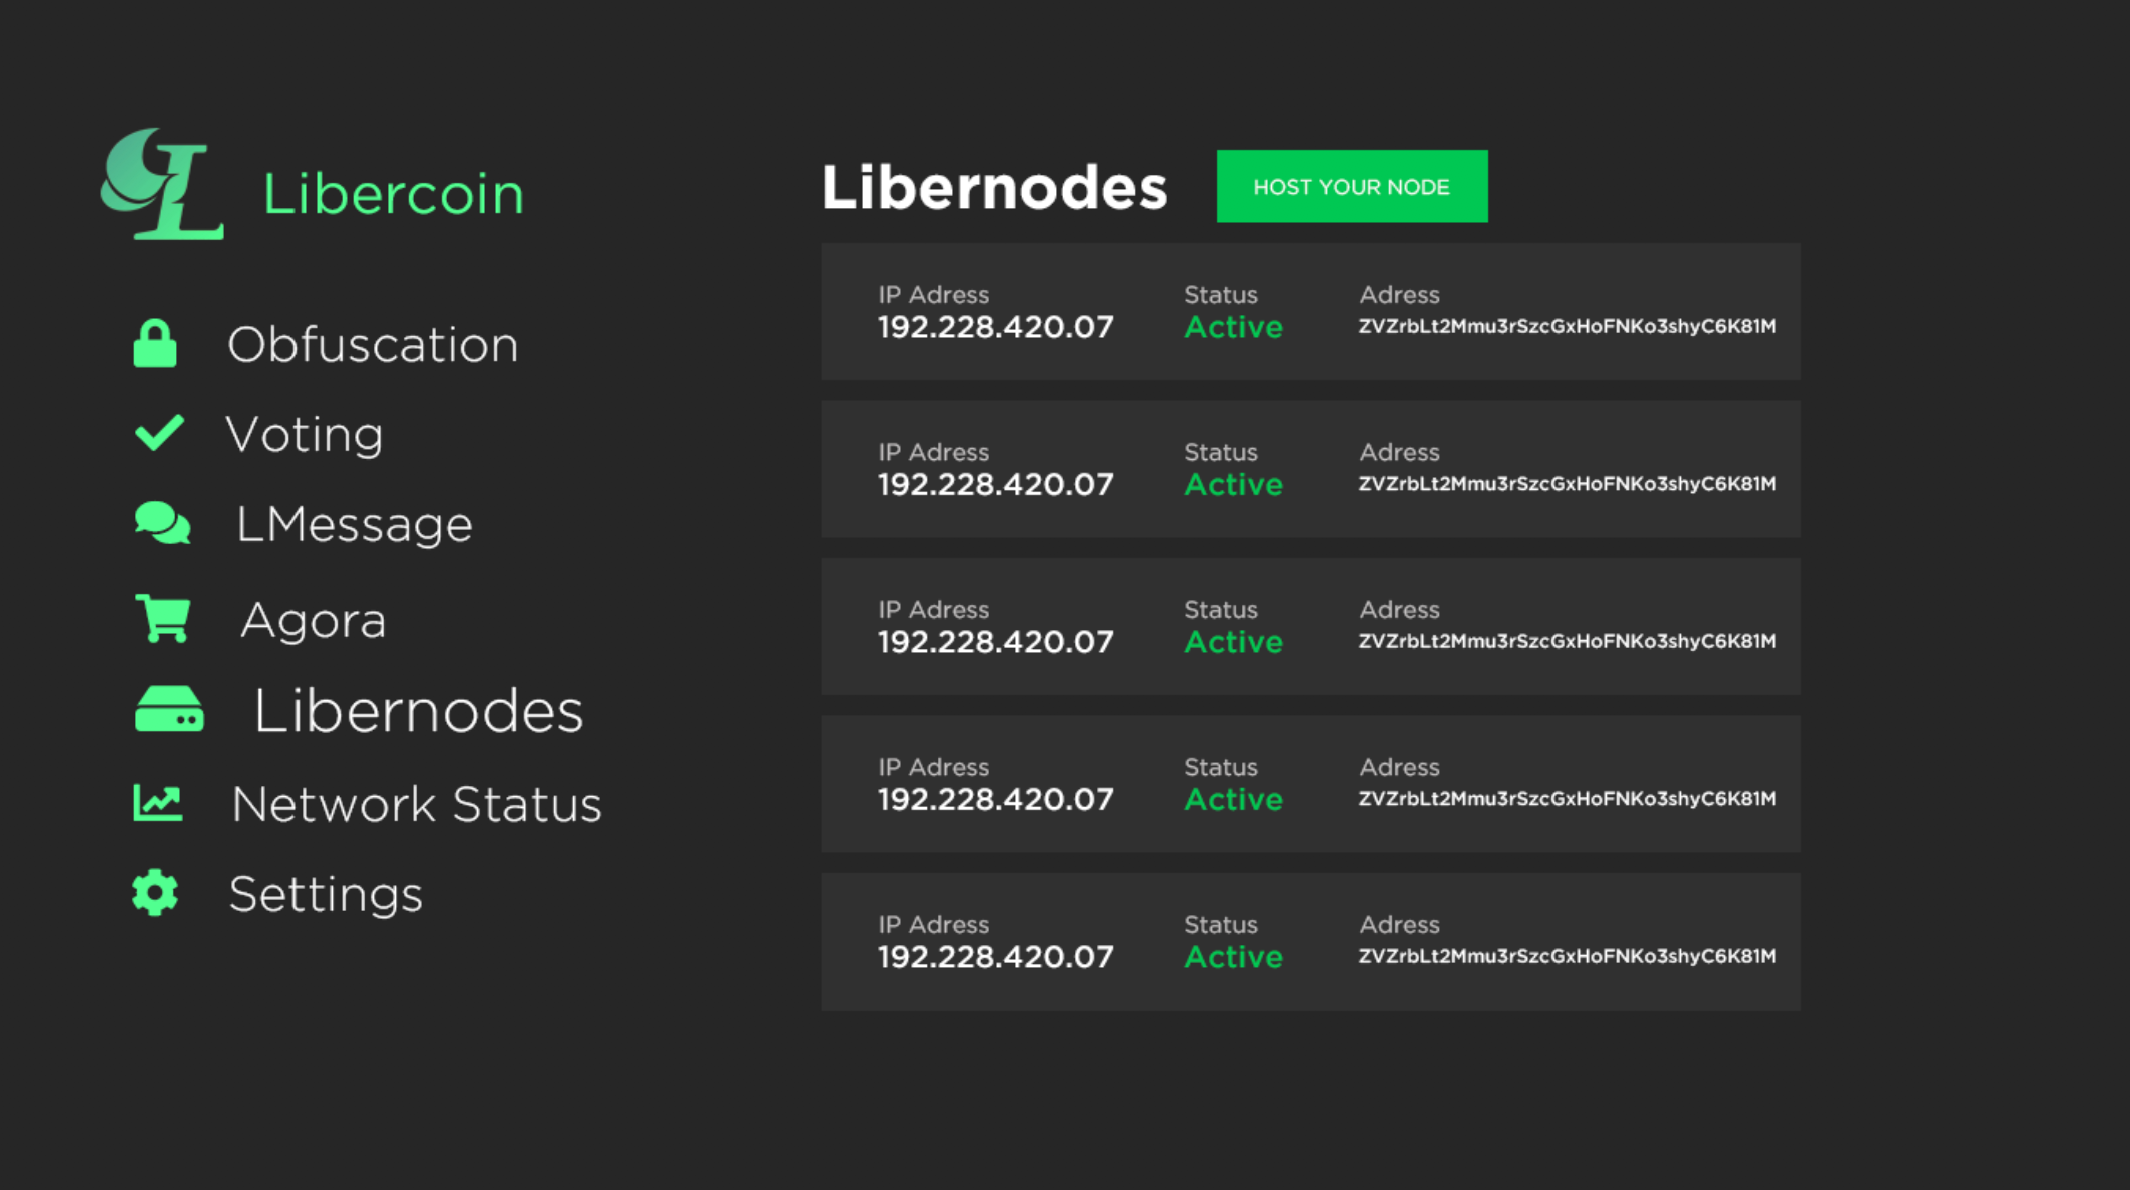 Libercoin
Obfuscation
Voting
LMessage
Agora
Libernodes
Network Status
Settings
Libernodes
HOST YOUR NODE
IP Adress Status Adress
192.228.420.07 Active ZVZrbLt2Mmu3rSzcGxHoFNKo3shyC6K81M
IP Adress Status Adress
192.228.420.07 Active ZVZrbLt2Mmu3rSzcGxHoFNKo3shyC6K81M
IP Adress Status Adress
192.228.420.07 Active ZVZrbLt2Mmu3rSzcGxHoFNKo3shyC6K81M
IP Adress Status Adress
192.228.420.07 Active ZVZrbLt2Mmu3rSzcGxHoFNKo3shyC6K81M
IP Adress Status Adress
192.228.420.07 Active ZVZrbLt2Mmu3rSzcGxHoFNKo3shyC6K81M